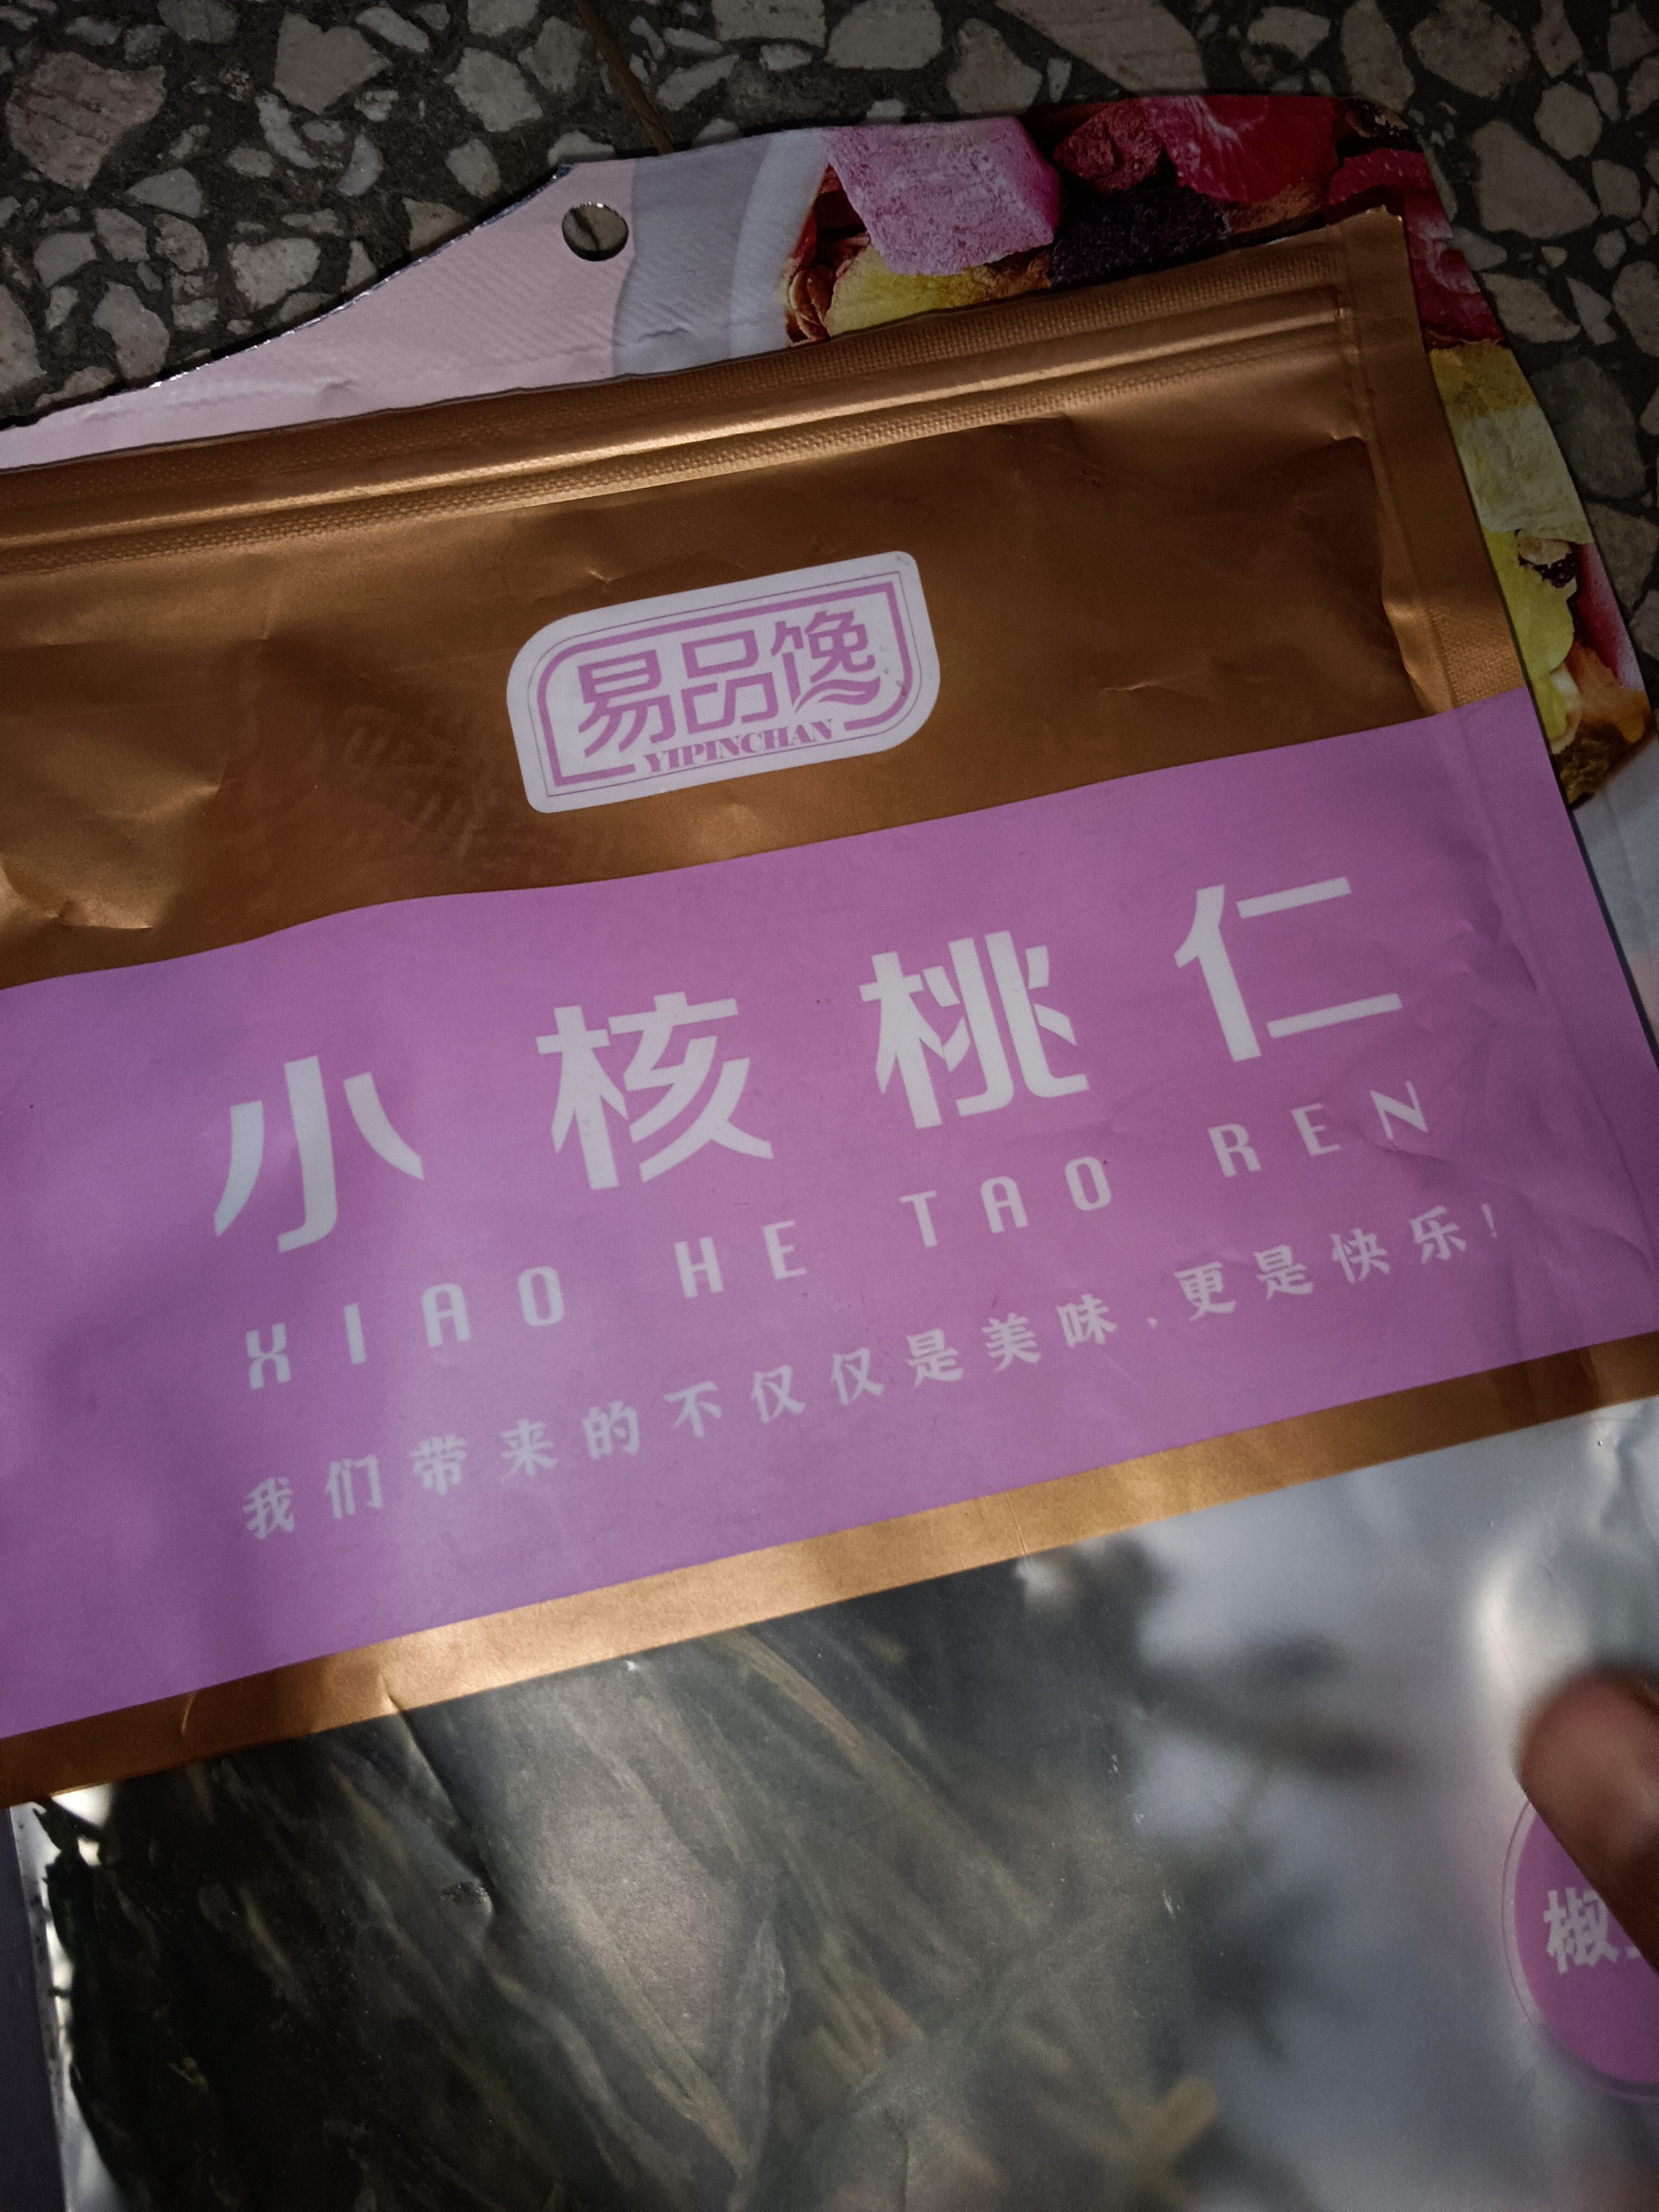 易品馋
YIPINCHAN
小核桃仁
XIAO HE TAO REN
我们带来的不仅仅是美味,更是快乐!
椒